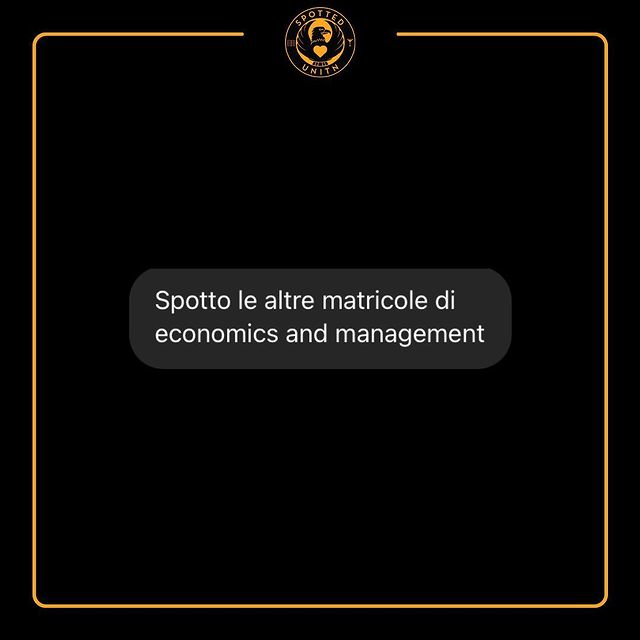 SPOTTED
UNITN
Spotto le altre matricole di
economics and management